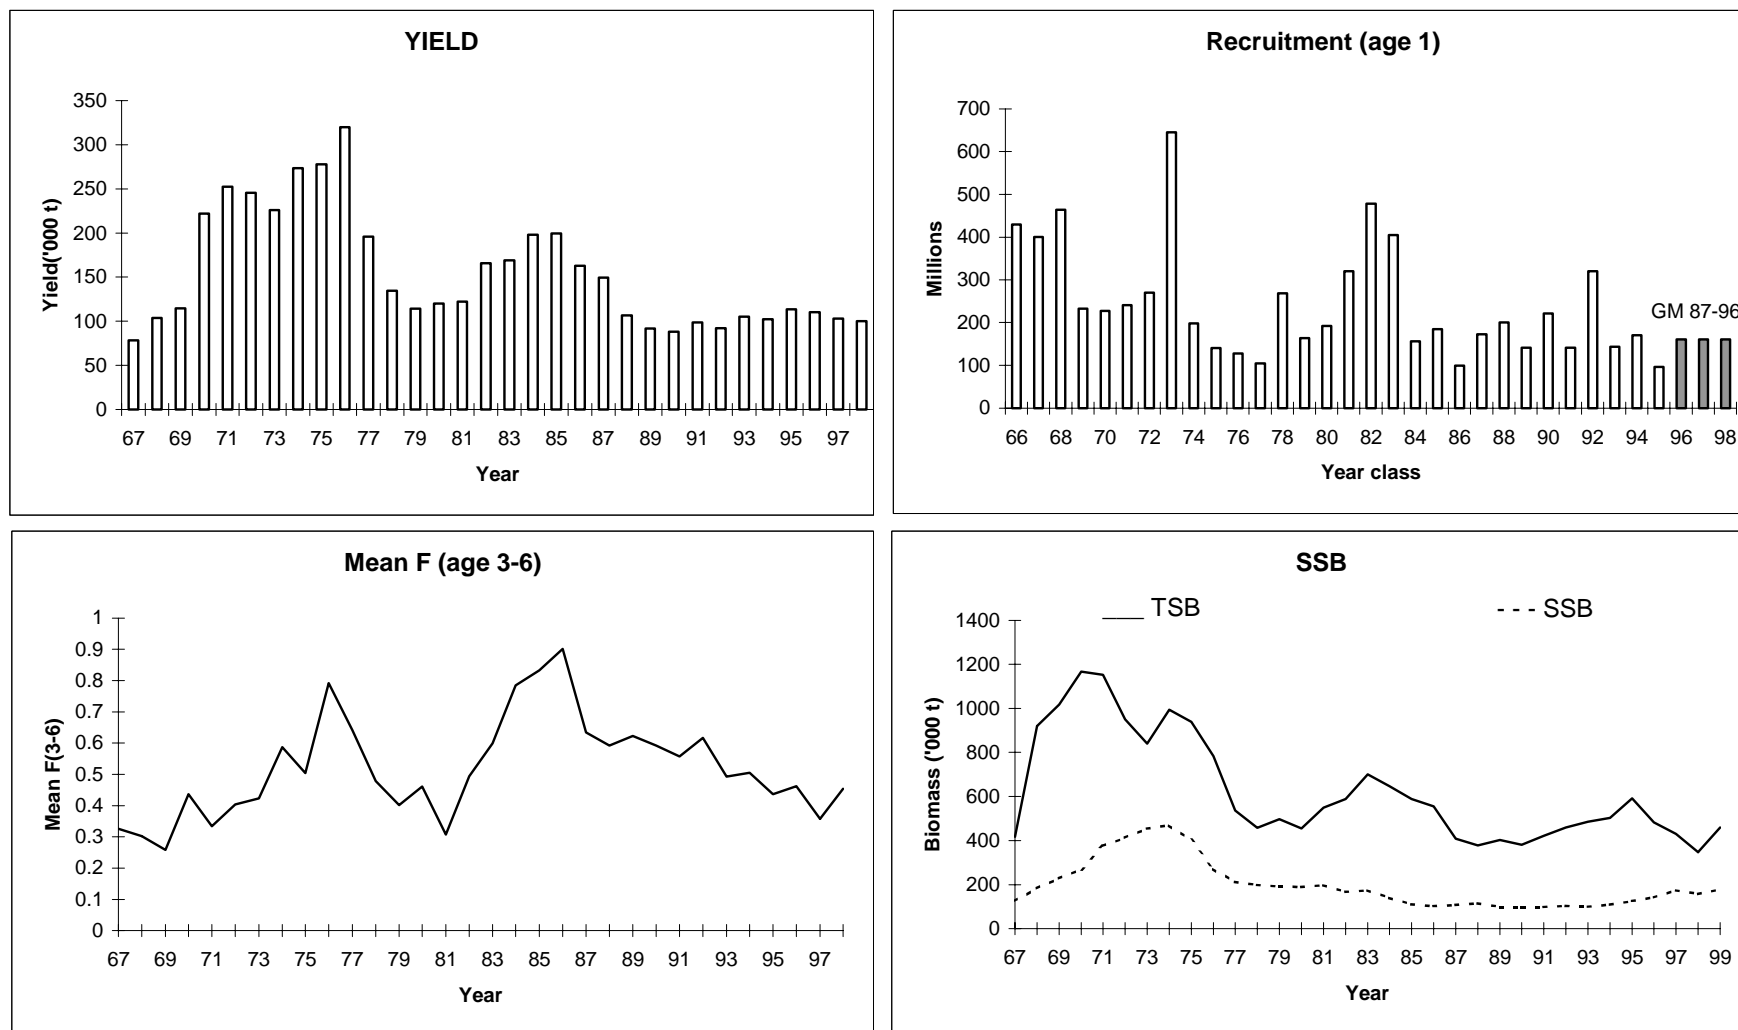 YIELD
350
300
250
200
150
100
50
0
Yield('000 t)
67 69 71 73 75 77 79 81 83 85 87 89 91 93 95 97
Year
Recruitment (age 1)
700
600
500
400
300
200
100
0
Millions
GM 87-96
66 68 70 72 74 76 78 80 82 84 86 88 90 92 94 96 98
Year class
Mean F (age 3-6)
1
0.9
0.8
0.7
0.6
0.5
0.4
0.3
0.2
0.1
0
Mean F(3-6)
67 69 71 73 75 77 79 81 83 85 87 89 91 93 95 97
Year
SSB
TSB SSB
1400
1200
1000
800
600
400
200
0
Biomass ('000 t)
67 69 71 73 75 77 79 81 83 85 87 89 91 93 95 97 99
Year